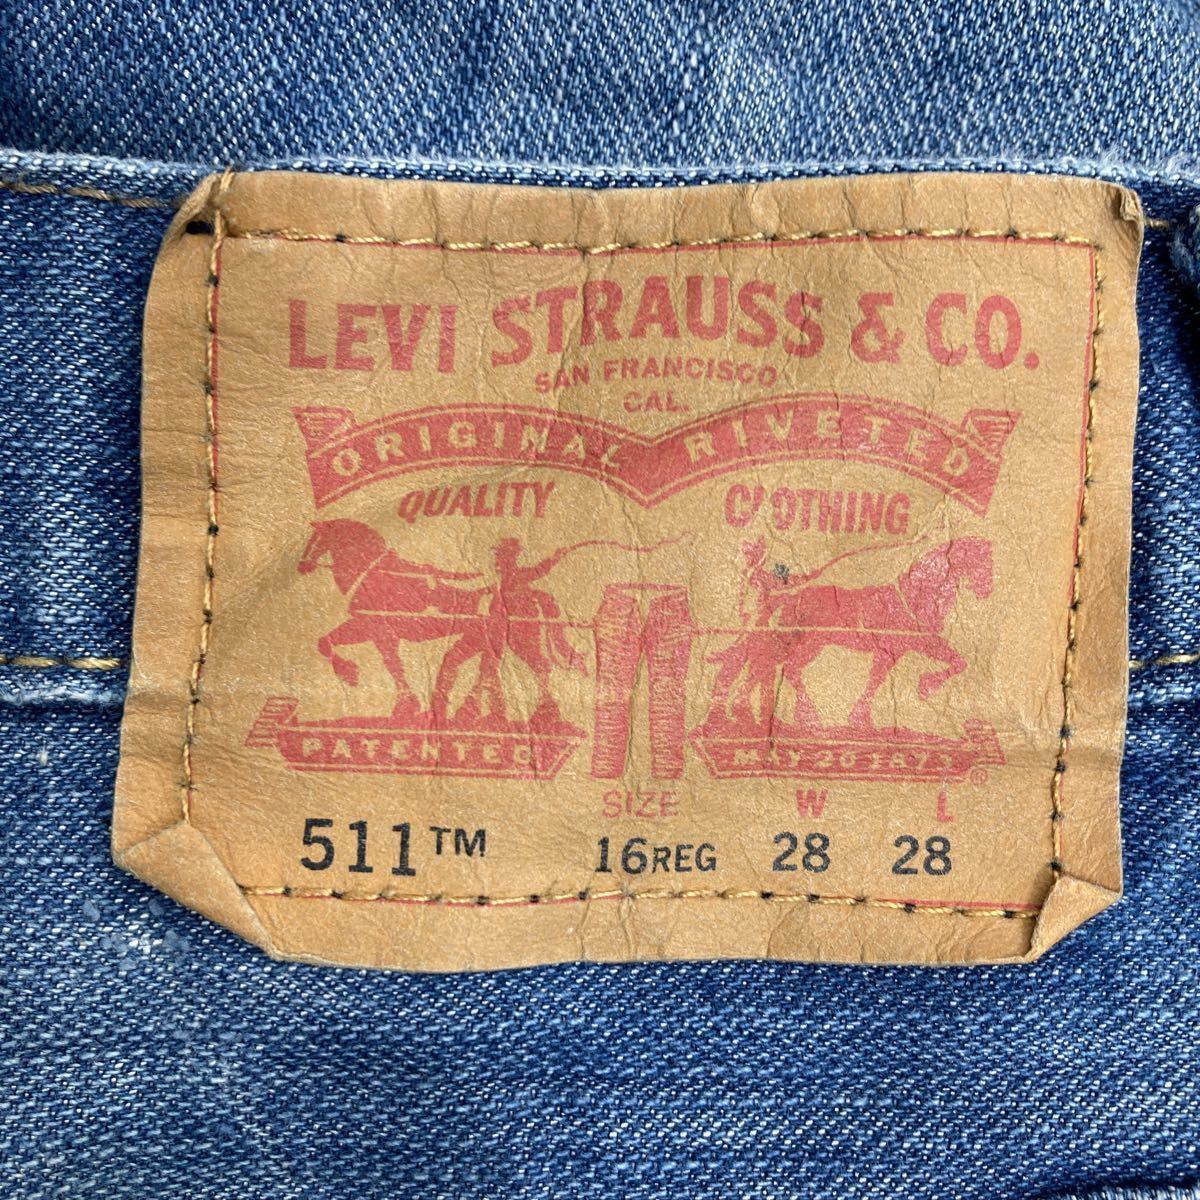 LEVI STRAUSS & CO.
SAN FRANCISCO
CAL.
ORIGINAL RIVETED
QUALITY CLOTHING
PATENTED MAY 20 1873
®
SIZE W L
511™ 16REG 28 28